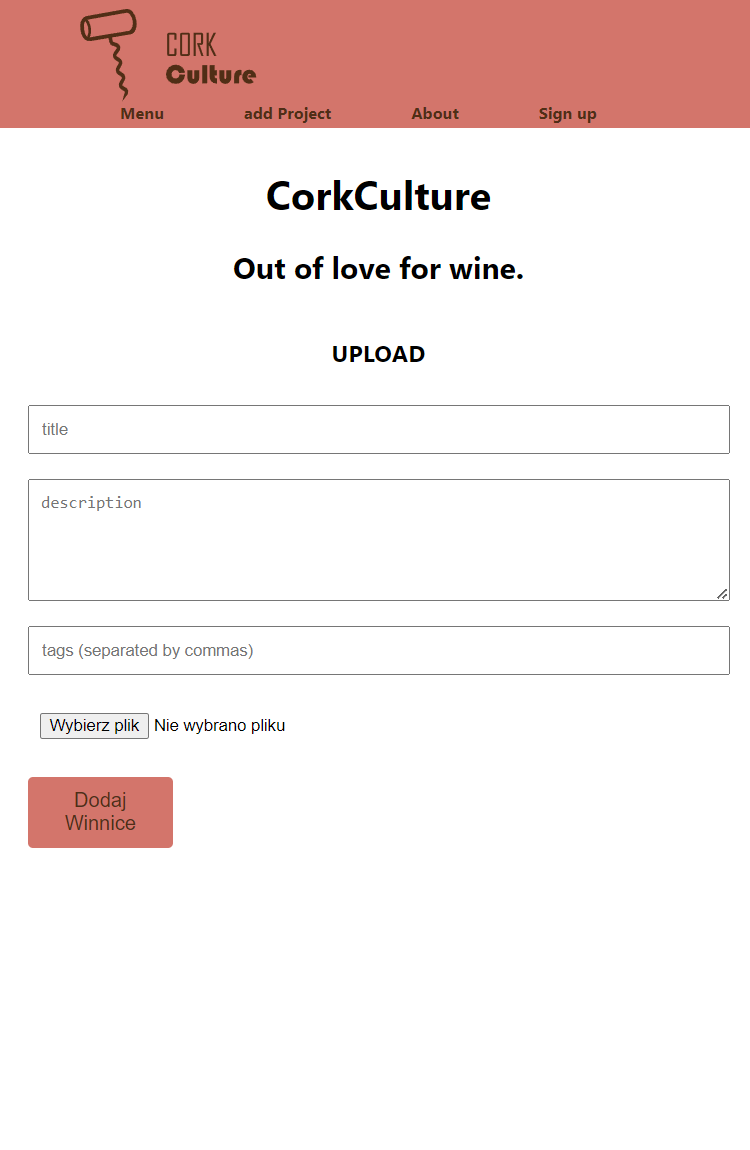 CORK
Culture
Menu add Project About Sign up
CorkCulture
Out of love for wine.
UPLOAD
title
description
tags (separated by commas)
Wybierz plik Nie wybrano pliku
Dodaj
Winnice